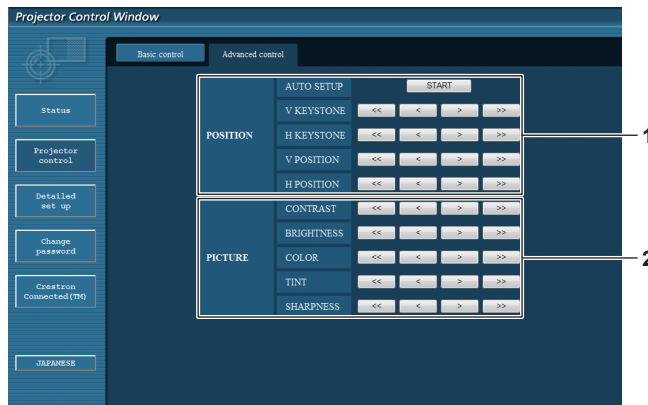 Projector Control Window
Basic control
Advanced control
Status
Projector
control
Detailed
set up
Change
password
Crestron
Connected(TM)
JAPANESE
POSITION
AUTO SETUP START
V KEYSTONE << < > >>
H KEYSTONE << < > >>
V POSITION << < > >>
H POSITION << < > >>
1
PICTURE
CONTRAST << < > >>
BRIGHTNESS << < > >>
COLOR << < > >>
TINT << < > >>
SHARPNESS << < > >>
2